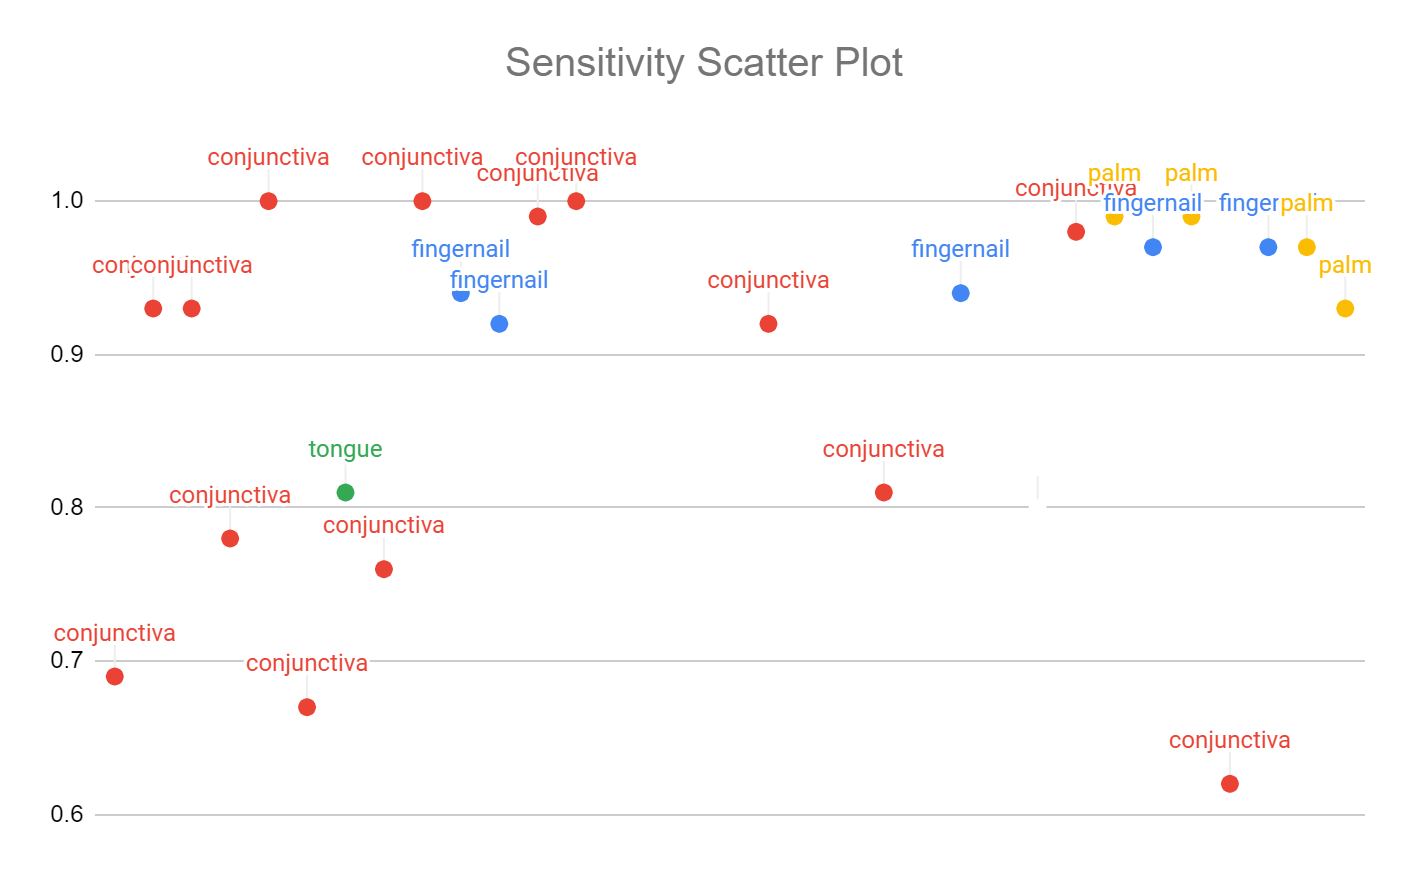 Sensitivity Scatter Plot
conjunctiva conjunctiva conjunctiva
conjunctiva palm palm
conjunctiva
1.0 fingernail palm
fingernail fingernail
conjunctiva palm
fingernail conjunctiva
0.9
tongue conjunctiva
conjunctiva
0.8
conjunctiva
conjunctiva
0.7 conjunctiva
conjunctiva
0.6